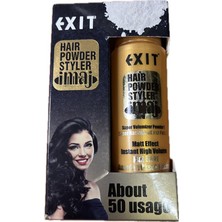 EXIT
HAIR
POWDER
STYLER
imaj
EXIT
HAIR
POWDER
STYLER
imaj
Matt Effect
Instant High Volume
About
50 usage